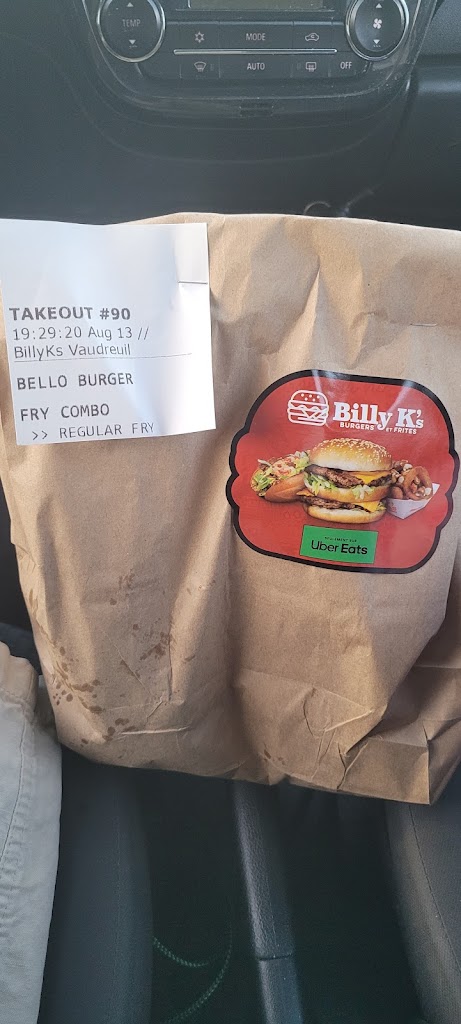 TEMP
MODE
AUTO
OFF
TAKEOUT #90
19:29:20 Aug 13 //
BillyKs Vaudreuil
BELLO BURGER
FRY COMBO
>> REGULAR FRY
Billy K's
BURGERS ET FRITES
Uber Eats